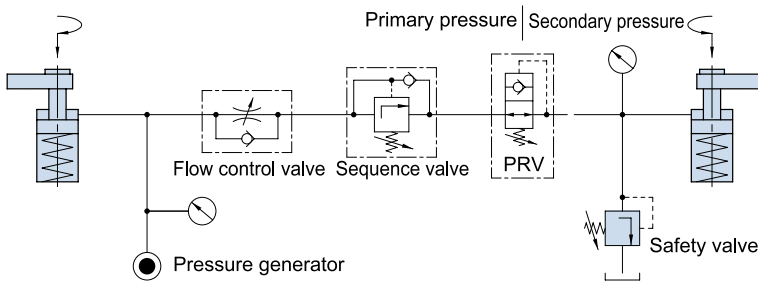 Primary pressure
Secondary pressure
Flow control valve
Sequence valve
PRV
Pressure generator
Safety valve